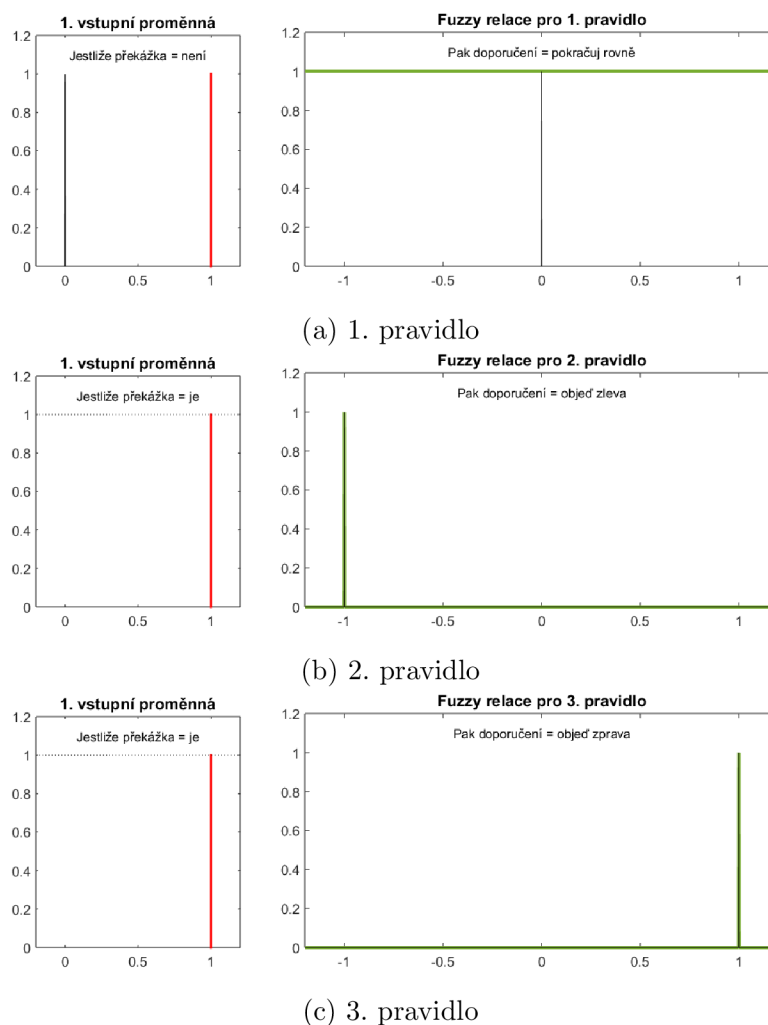 1. vstupní proměnná
Jestliže překážka = není
1.2
1
0.8
0.6
0.4
0.2
0
0 0.5 1
Fuzzy relace pro 1. pravidlo
Pak doporučení = pokračuj rovně
1.2
1
0.8
0.6
0.4
0.2
0
-1 -0.5 0 0.5 1
(a) 1. pravidlo
1. vstupní proměnná
Jestliže překážka = je
1.2
1
0.8
0.6
0.4
0.2
0
0 0.5 1
Fuzzy relace pro 2. pravidlo
Pak doporučení = objeď zleva
1.2
1
0.8
0.6
0.4
0.2
0
-1 -0.5 0 0.5 1
(b) 2. pravidlo
1. vstupní proměnná
Jestliže překážka = je
1.2
1
0.8
0.6
0.4
0.2
0
0 0.5 1
Fuzzy relace pro 3. pravidlo
Pak doporučení = objeď zprava
1.2
1
0.8
0.6
0.4
0.2
0
-1 -0.5 0 0.5 1
(c) 3. pravidlo